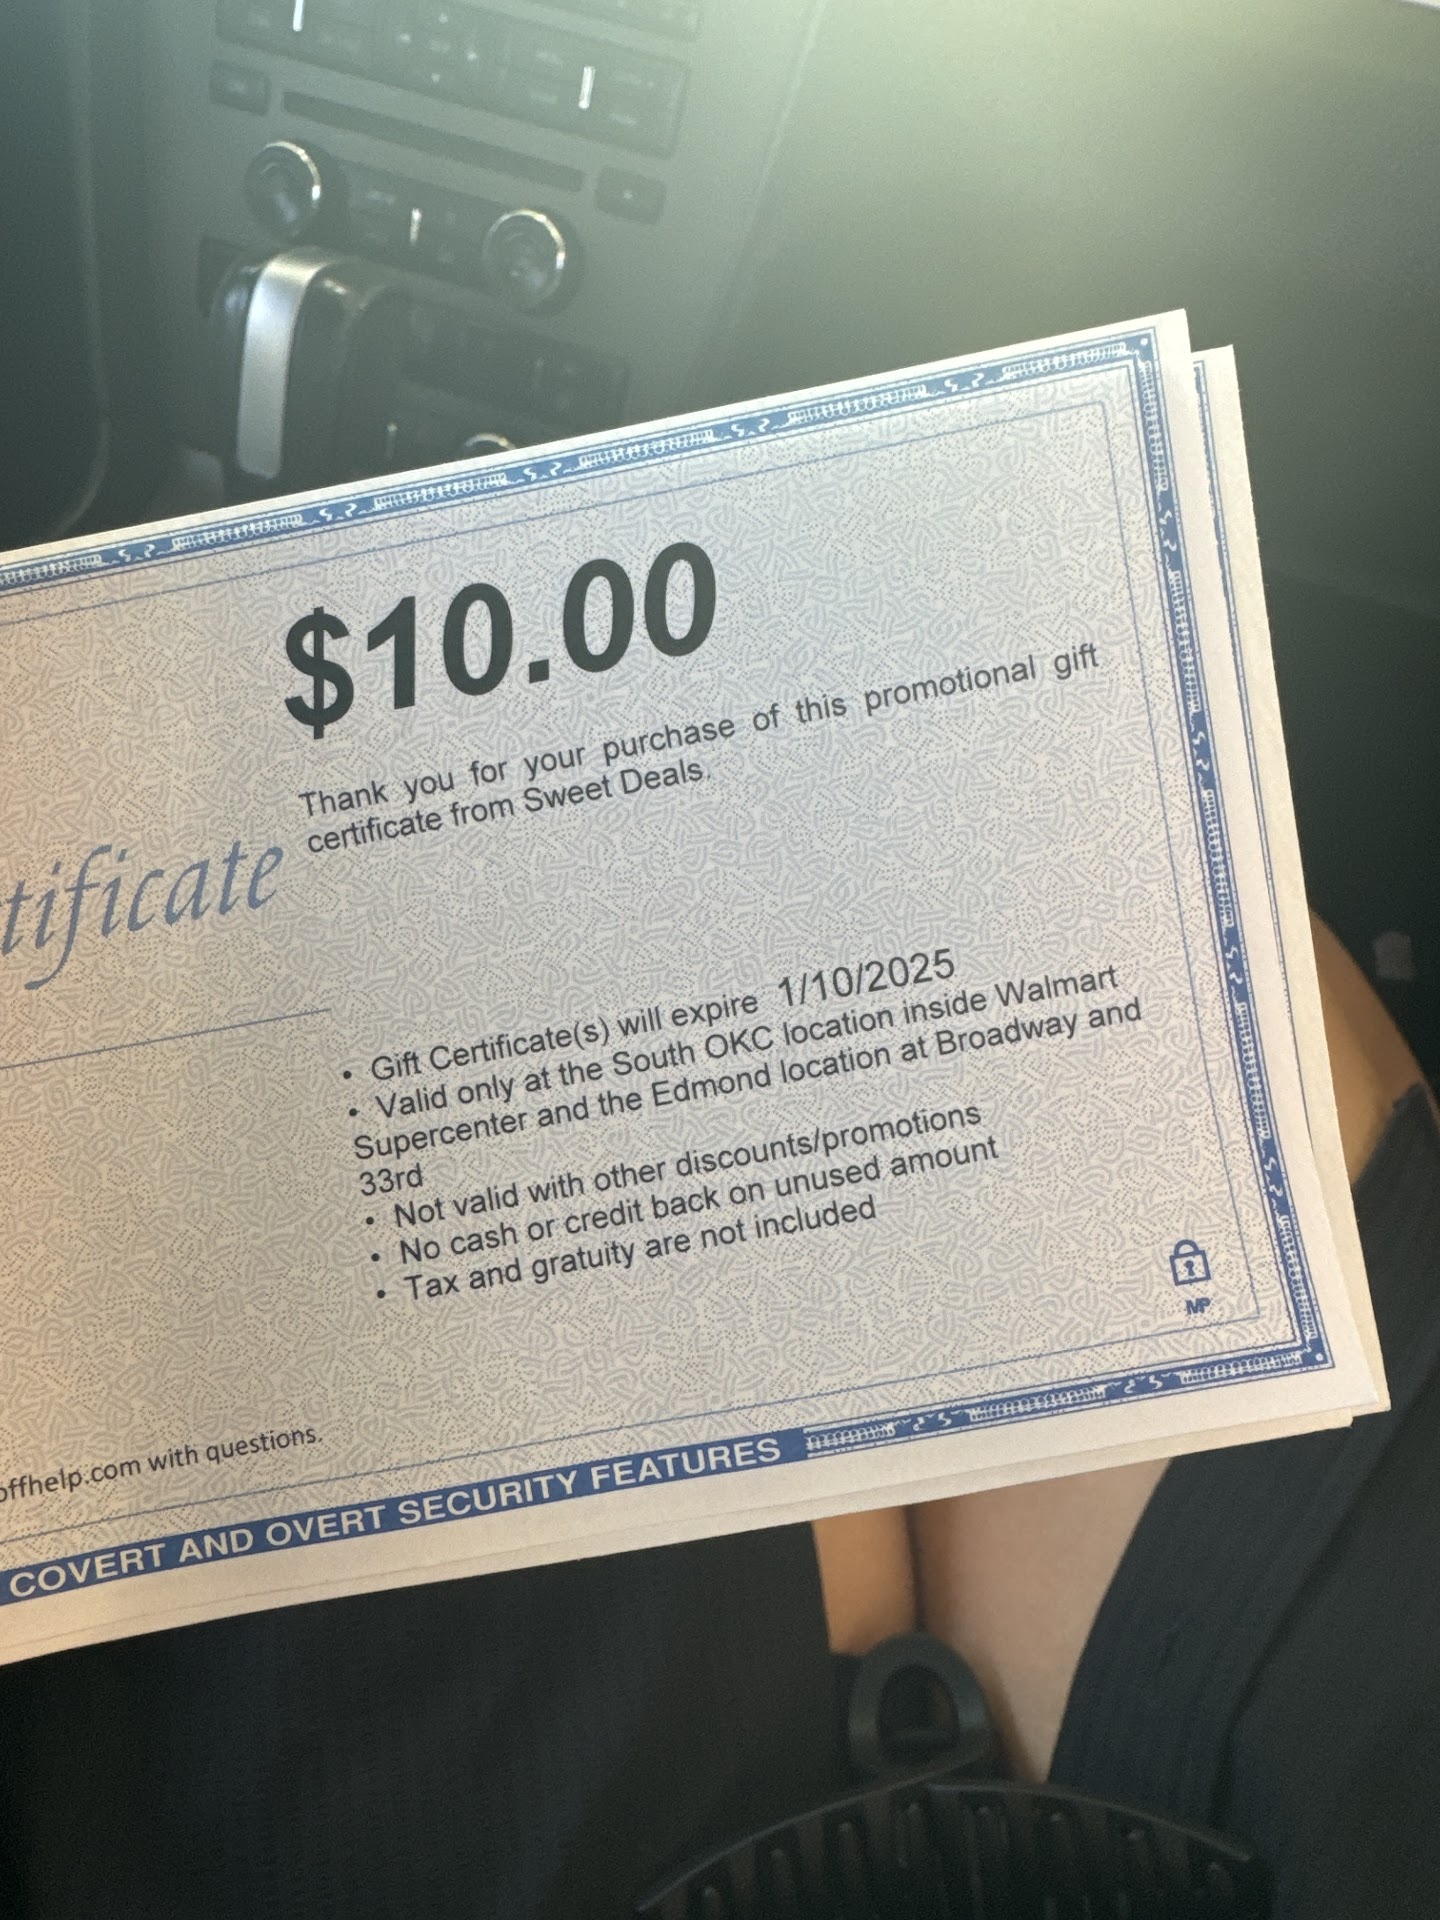 $10.00
Thank you for your purchase of this promotional gift
certificate from Sweet Deals.
tificate
• Gift Certificate(s) will expire 1/10/2025
• Valid only at the South OKC location inside Walmart
Supercenter and the Edmond location at Broadway and
33rd
• Not valid with other discounts/promotions
• No cash or credit back on unused amount
• Tax and gratuity are not included
MP
offhelp.com with questions.
COVERT AND OVERT SECURITY FEATURES